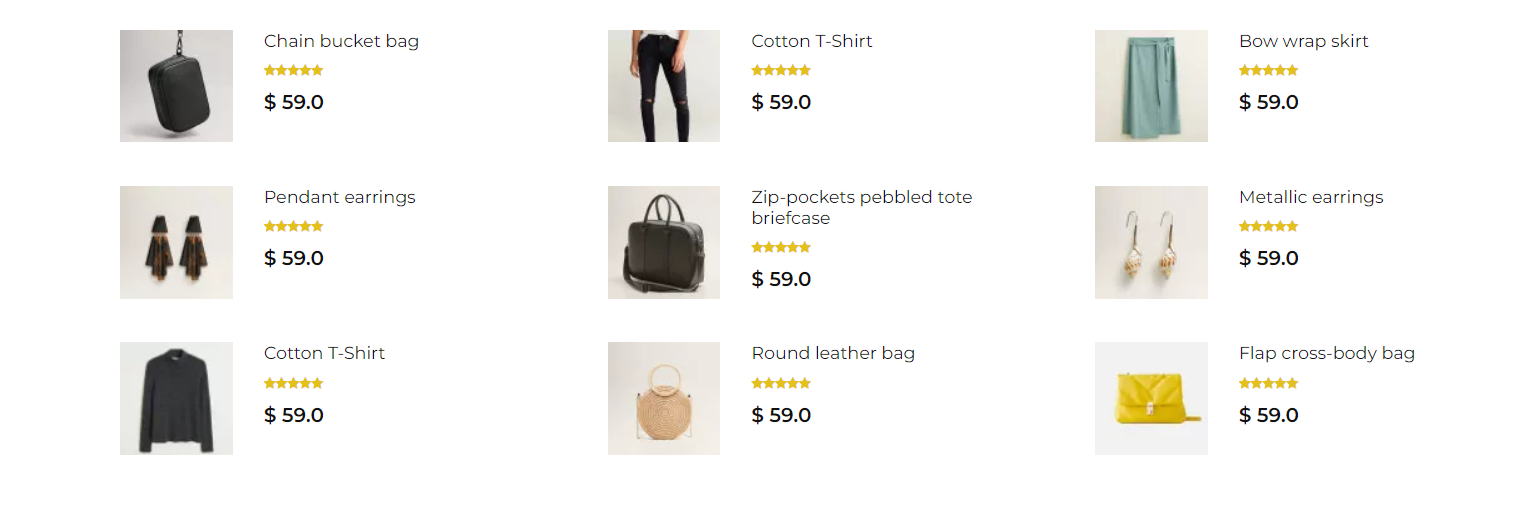 Chain bucket bag
$ 59.0
Cotton T-Shirt
$ 59.0
Bow wrap skirt
$ 59.0
Pendant earrings
$ 59.0
Zip-pockets pebbled tote
briefcase
$ 59.0
Metallic earrings
$ 59.0
Cotton T-Shirt
$ 59.0
Round leather bag
$ 59.0
Flap cross-body bag
$ 59.0